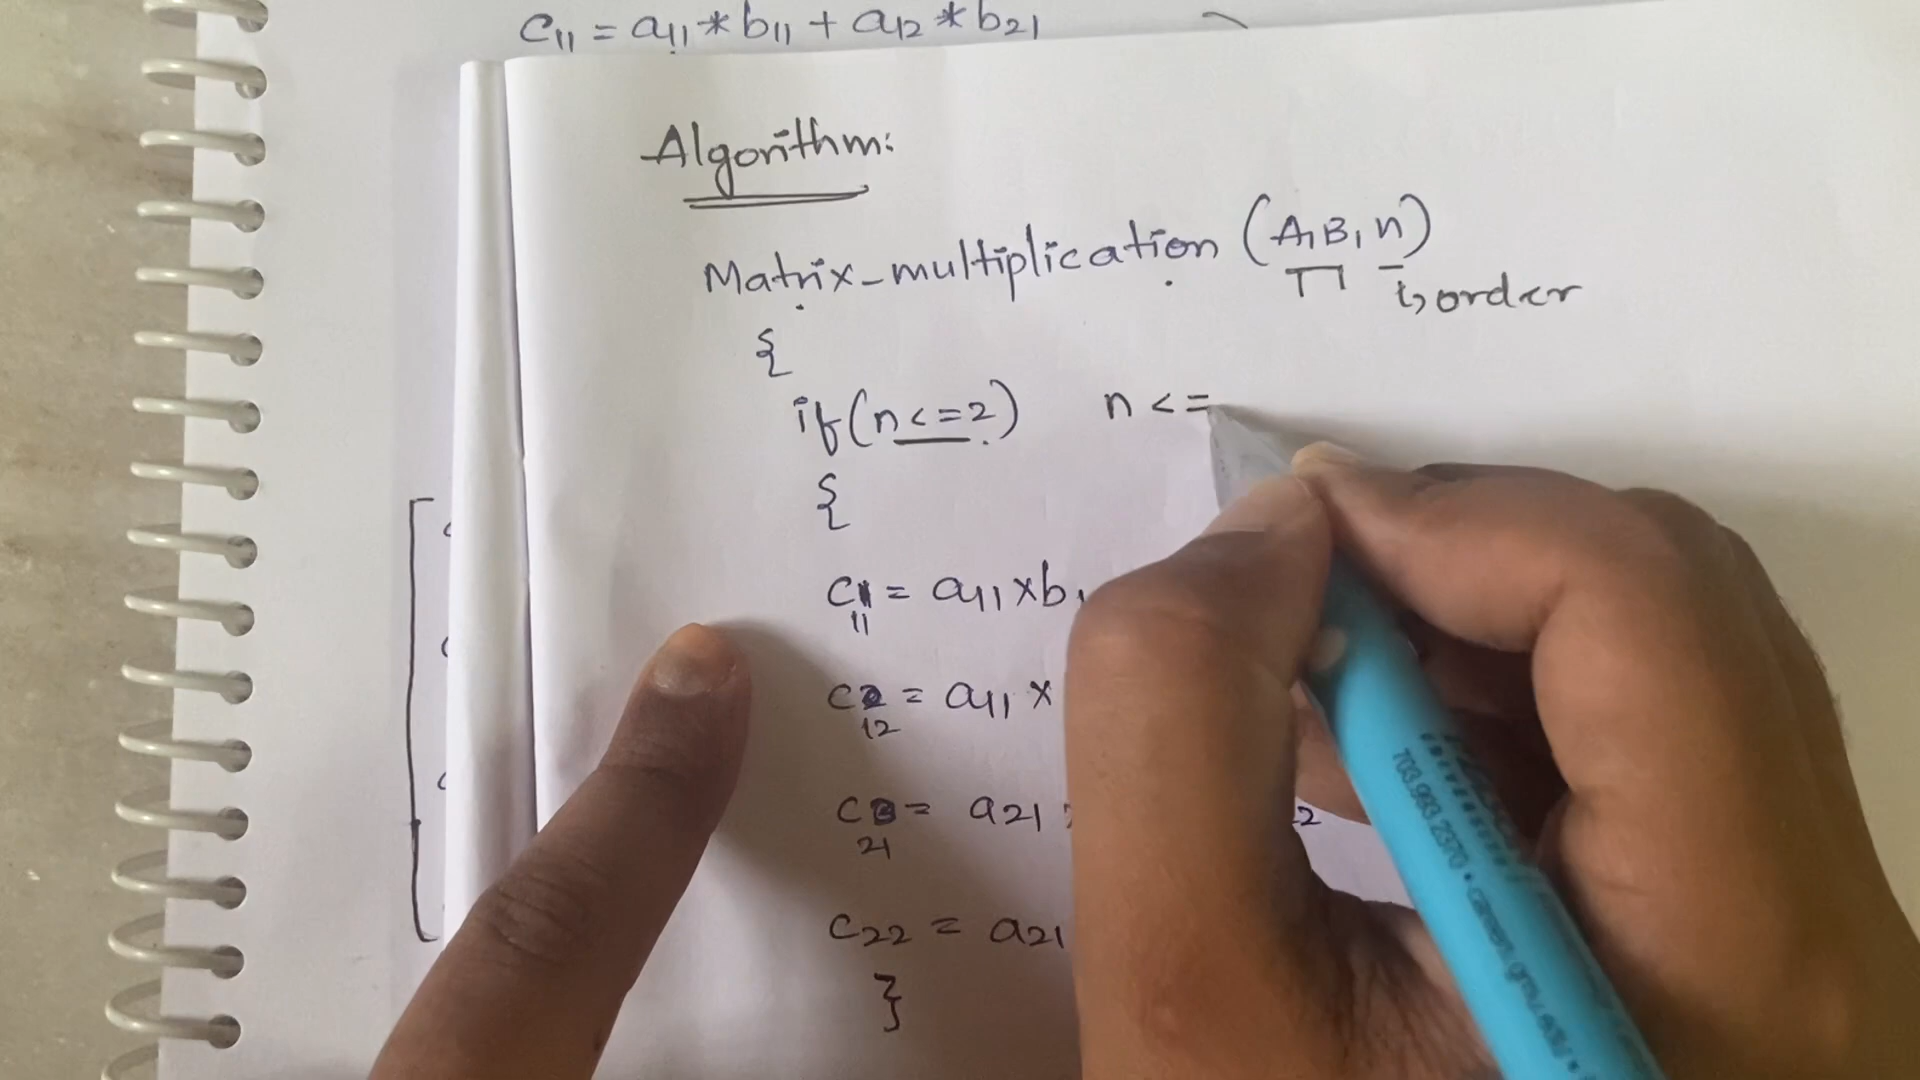 C11 = a11 * b11 + a12 * b21
Algorithm:
Matrix-multiplication (A, B, n)
↳ order
{
if (n <= 2) n <=
{
C11 = a11 x b
C12 = a11 x
C21 = a21
C22 = a21
}